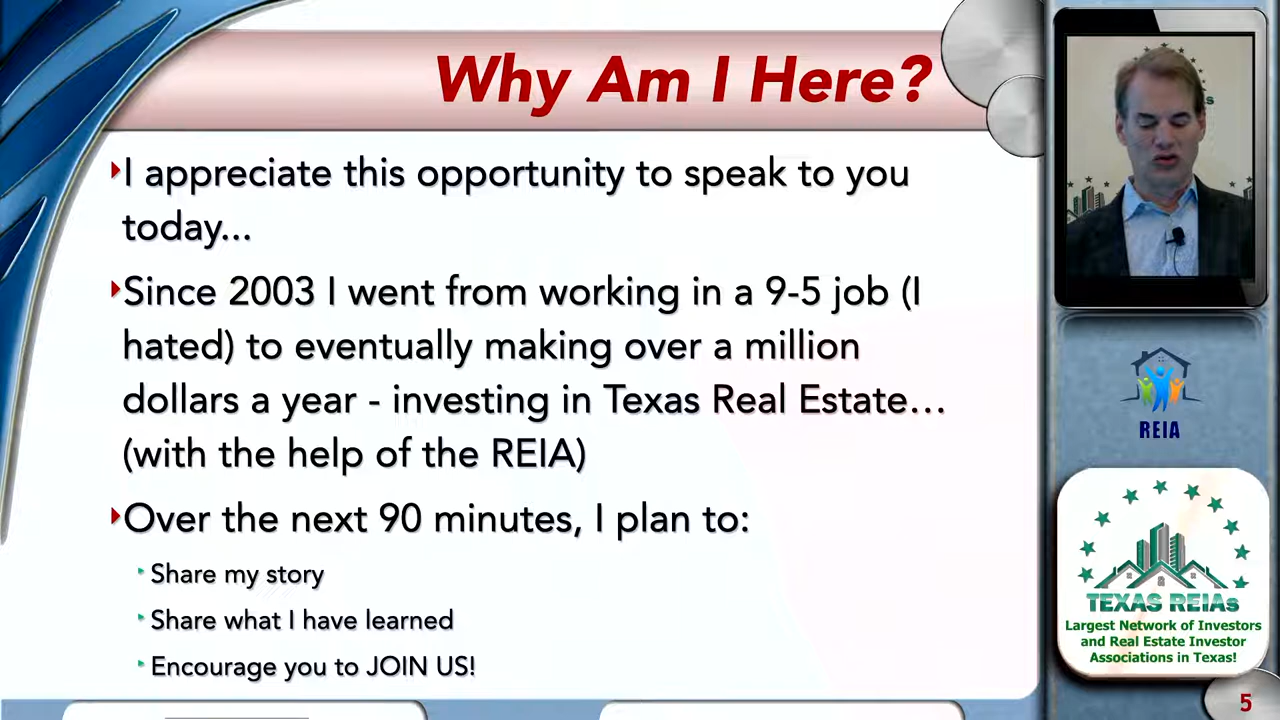 Why Am I Here?
I appreciate this opportunity to speak to you
today...
Since 2003 I went from working in a 9-5 job (I
hated) to eventually making over a million
dollars a year - investing in Texas Real Estate...
(with the help of the REIA)
Over the next 90 minutes, I plan to:
Share my story
Share what I have learned
Encourage you to JOIN US!
REIA
TEXAS REIAs
Largest Network of Investors
and Real Estate Investor
Associations in Texas!
5